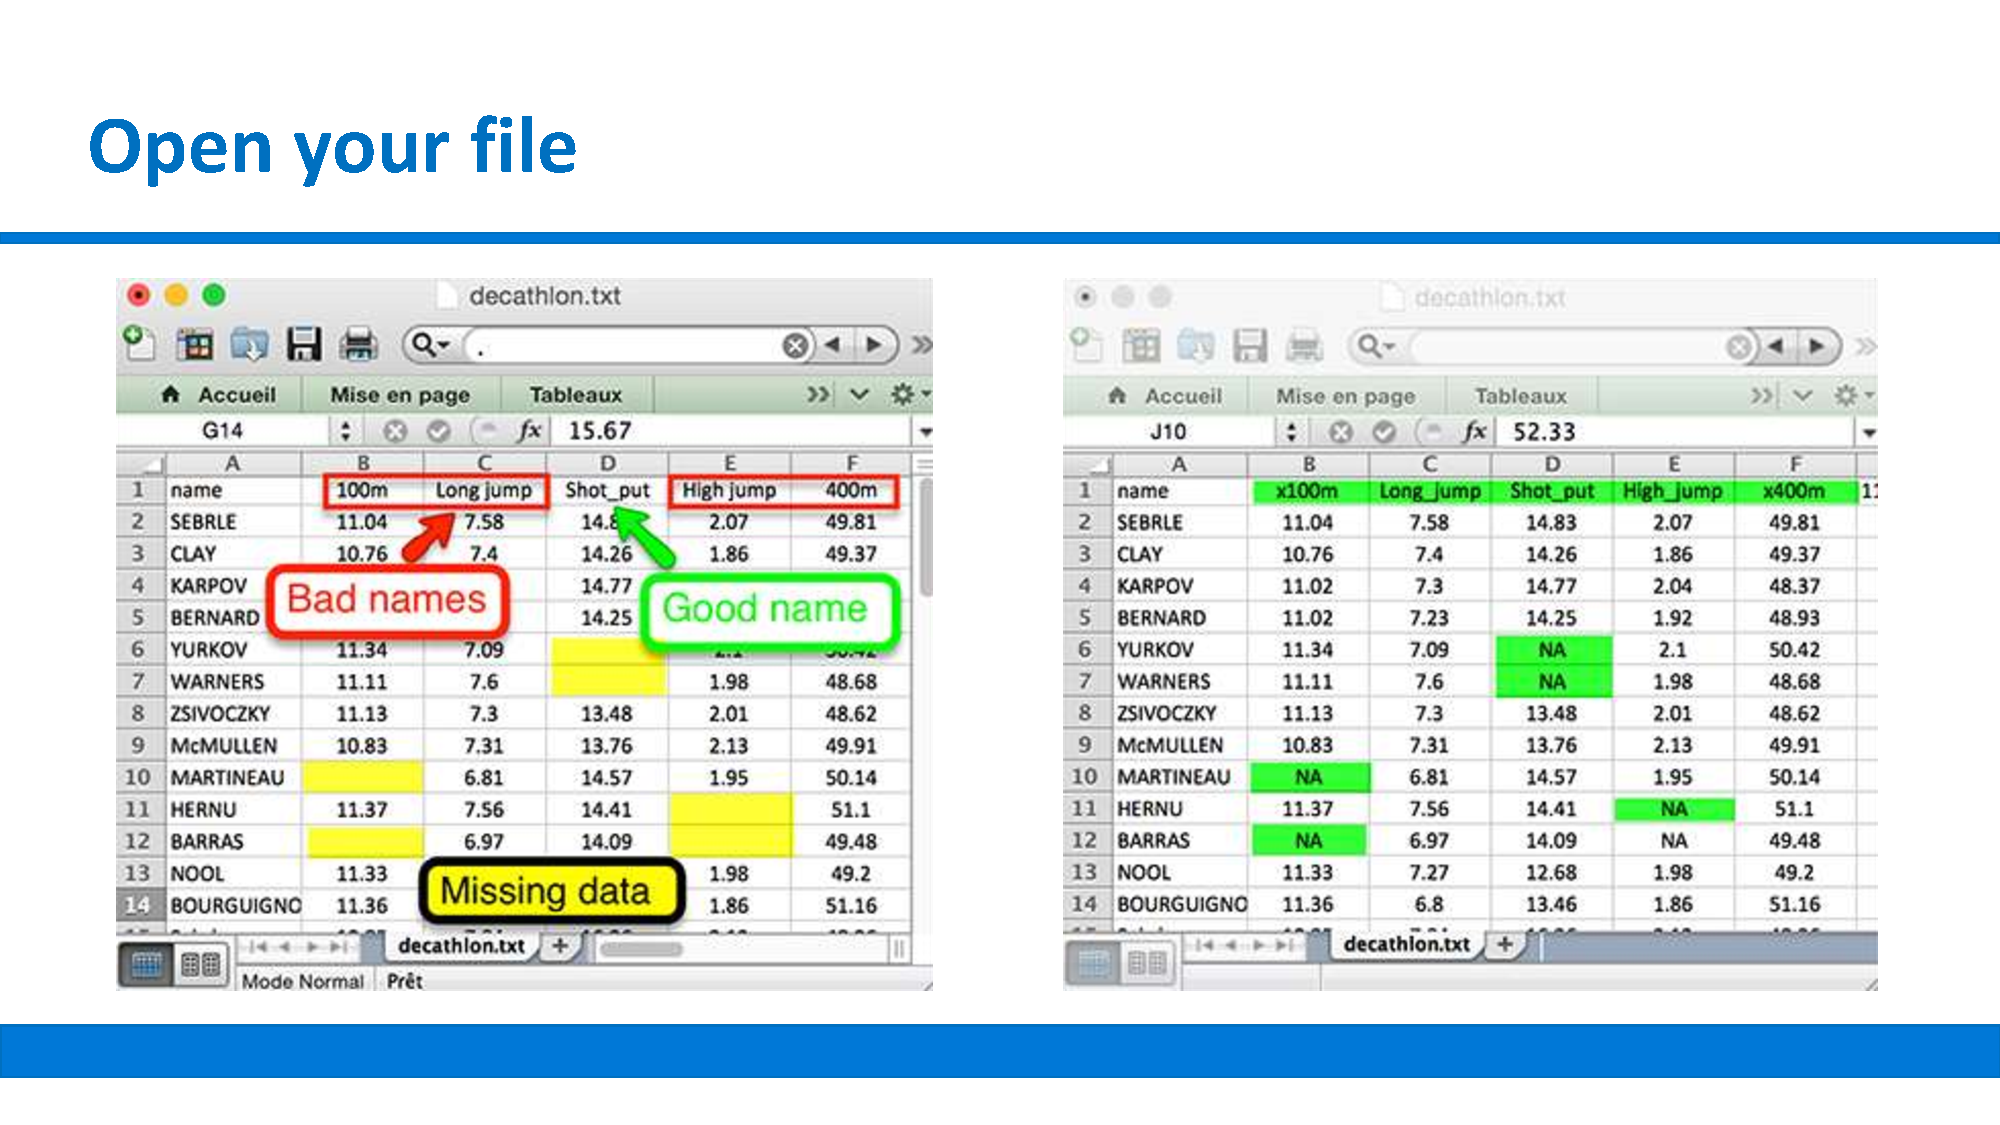 Open your file
decathlon.txt
.
Accueil Mise en page Tableaux
G14 fx 15.67
A B C D E F
1 name 100m Long jump Shot_put High jump 400m
2 SEBRLE 11.04 7.58 14.8 2.07 49.81
3 CLAY 10.76 7.4 14.26 1.86 49.37
4 KARPOV 14.77
Bad names Good name
5 BERNARD 14.25
6 YURKOV 11.34 7.09
7 WARNERS 11.11 7.6 1.98 48.68
8 ZSIVOCZKY 11.13 7.3 13.48 2.01 48.62
9 McMULLEN 10.83 7.31 13.76 2.13 49.91
10 MARTINEAU 6.81 14.57 1.95 50.14
11 HERNU 11.37 7.56 14.41 51.1
12 BARRAS 6.97 14.09 49.48
13 NOOL 11.33 1.98 49.2
Missing data
14 BOURGUIGNO 11.36 1.86 51.16
decathlon.txt
Mode Normal Prêt
decathlon.txt
Accueil Mise en page Tableaux
J10 fx 52.33
A B C D E F
1 name x100m Long_jump Shot_put High_jump x400m 11
2 SEBRLE 11.04 7.58 14.83 2.07 49.81
3 CLAY 10.76 7.4 14.26 1.86 49.37
4 KARPOV 11.02 7.3 14.77 2.04 48.37
5 BERNARD 11.02 7.23 14.25 1.92 48.93
6 YURKOV 11.34 7.09 NA 2.1 50.42
7 WARNERS 11.11 7.6 NA 1.98 48.68
8 ZSIVOCZKY 11.13 7.3 13.48 2.01 48.62
9 McMULLEN 10.83 7.31 13.76 2.13 49.91
10 MARTINEAU NA 6.81 14.57 1.95 50.14
11 HERNU 11.37 7.56 14.41 NA 51.1
12 BARRAS NA 6.97 14.09 NA 49.48
13 NOOL 11.33 7.27 12.68 1.98 49.2
14 BOURGUIGNO 11.36 6.8 13.46 1.86 51.16
decathlon.txt